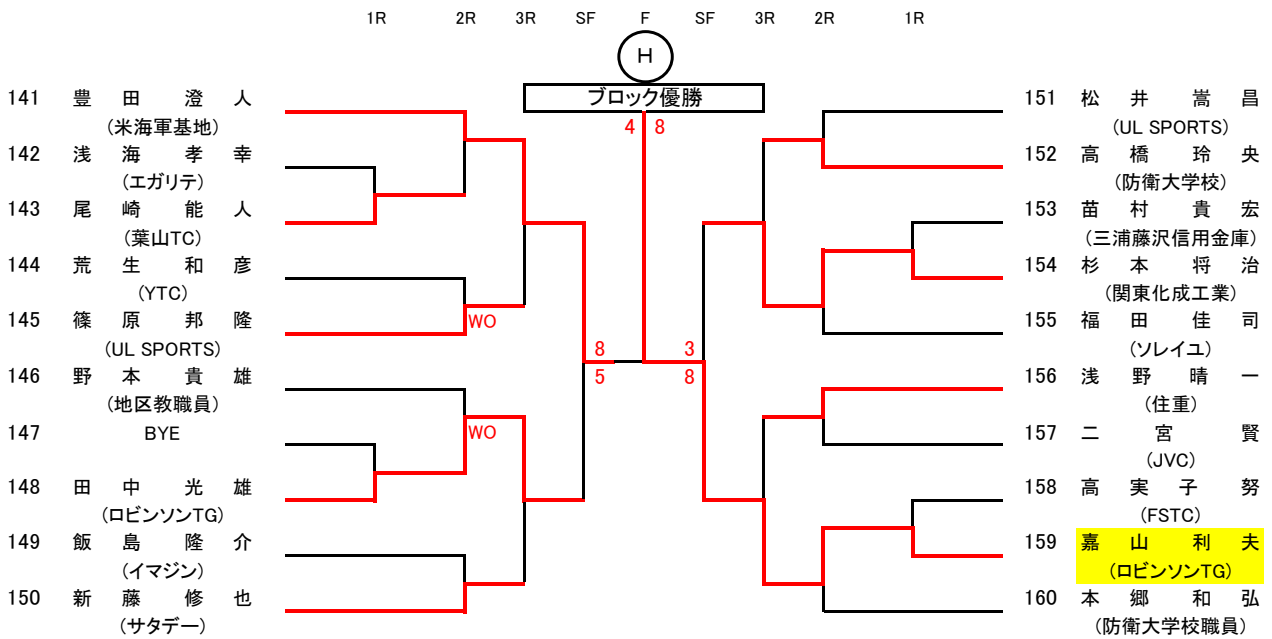 1R 2R 3R SF F SF 3R 2R 1R
H
ブロック優勝
4 8
141 豊田澄人
(米海軍基地)
142 浅海孝幸
(エガリテ)
143 尾崎能人
(葉山TC)
144 荒生和彦
(YTC)
145 篠原邦隆
(UL SPORTS)
WO
146 野本貴雄
(地区教職員)
147 BYE
WO
148 田中光雄
(ロビンソンTG)
149 飯島隆介
(イマジン)
150 新藤修也
(サタデー)
8
5
3
8
151 松井嵩昌
(UL SPORTS)
152 高橋玲央
(防衛大学校)
153 苗村貴宏
(三浦藤沢信用金庫)
154 杉本将治
(関東化成工業)
155 福田佳司
(ソレイユ)
156 浅野晴一
(住重)
157 二宮賢
(JVC)
158 高実子努
(FSTC)
159 嘉山利夫
(ロビンソンTG)
160 本郷和弘
(防衛大学校職員)